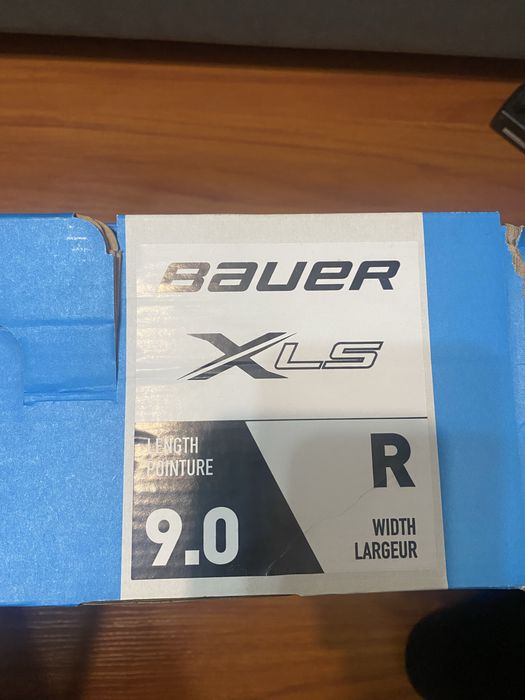 BAUER
XLS
LENGTH
POINTURE
9.0
R
WIDTH
LARGEUR